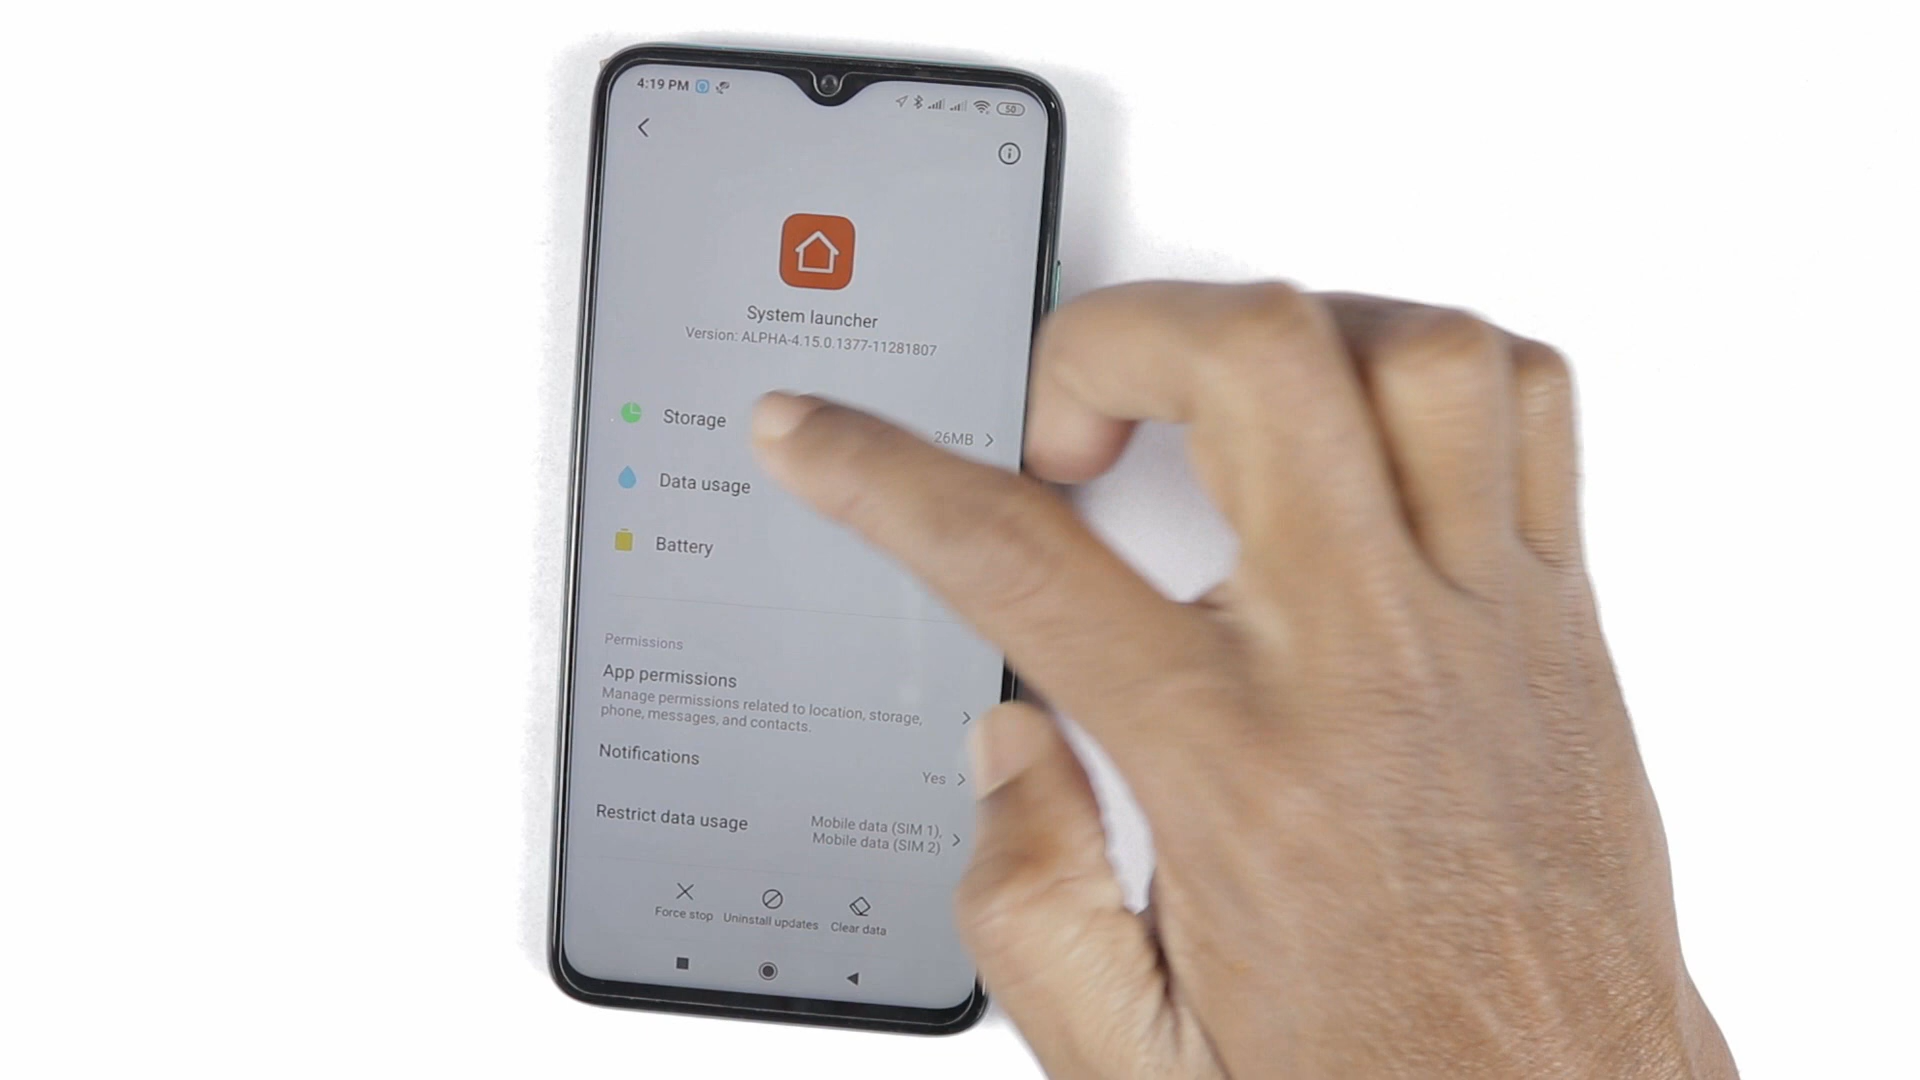 4:19 PM
50
System launcher
Version: ALPHA-4.15.0.1377-11281807
Storage
26MB
Data usage
Battery
Permissions
App permissions
Manage permissions related to location, storage,
phone, messages, and contacts.
Notifications
Yes
Restrict data usage
Mobile data (SIM 1),
Mobile data (SIM 2)
Force stop
Uninstall updates
Clear data